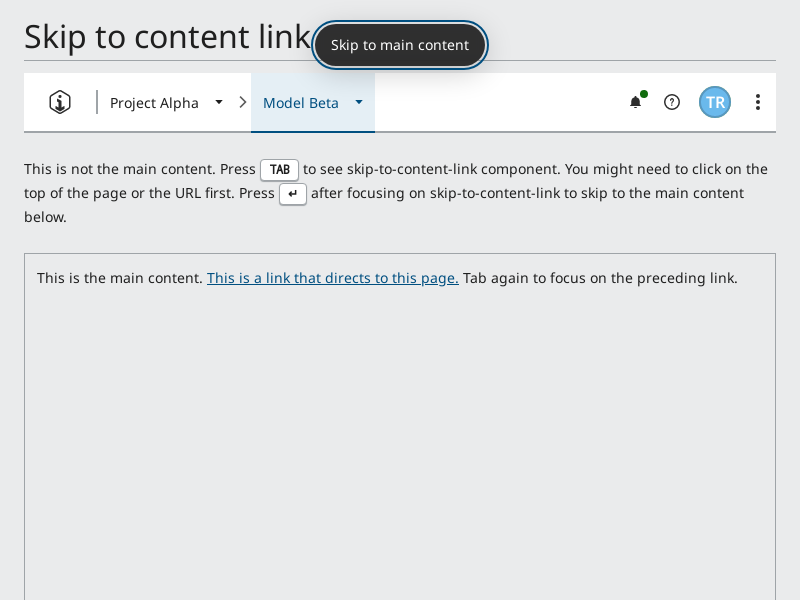 Skip to content link
Skip to main content
Project Alpha
Model Beta
TR
This is not the main content. Press TAB to see skip-to-content-link component. You might need to click on the
top of the page or the URL first. Press ↵ after focusing on skip-to-content-link to skip to the main content
below.
This is the main content. This is a link that directs to this page. Tab again to focus on the preceding link.